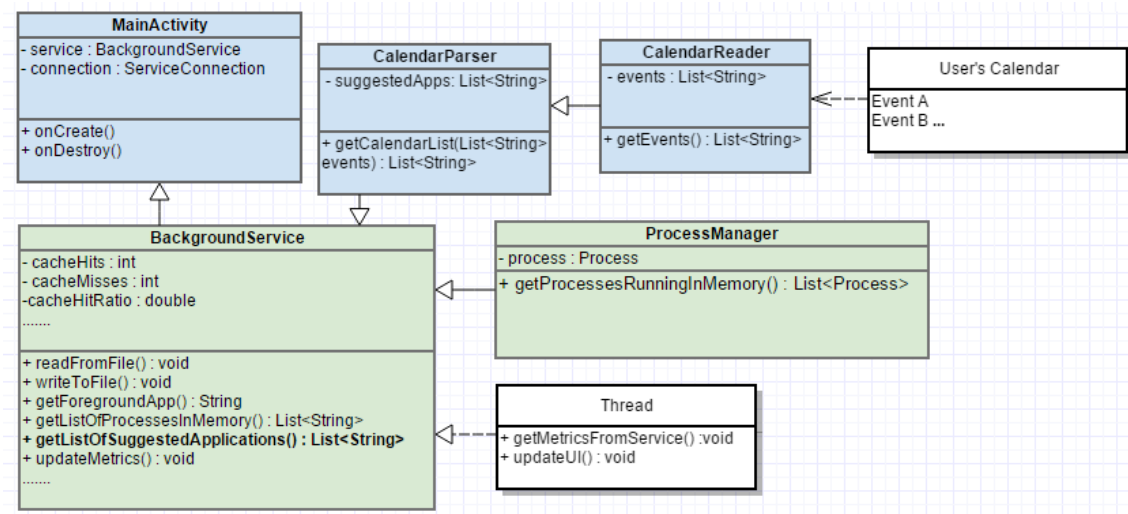 MainActivity
- service : BackgroundService
- connection : ServiceConnection
+ onCreate()
+ onDestroy()
CalendarParser
- suggestedApps: List<String>
+ getCalendarList(List<String>
events) : List<String>
CalendarReader
- events : List<String>
+ getEvents() : List<String>
User's Calendar
Event A
Event B ...
BackgroundService
- cacheHits : int
- cacheMisses : int
-cacheHitRatio : double
.......
+ readFromFile() : void
+ writeToFile() : void
+ getForegroundApp() : String
+ getListOfProcessesInMemory() : List<String>
+ getListOfSuggestedApplications() : List<String>
+ updateMetrics() : void
.......
ProcessManager
- process : Process
+ getProcessesRunningInMemory() : List<Process>
Thread
+ getMetricsFromService() :void
+ updateUI() : void